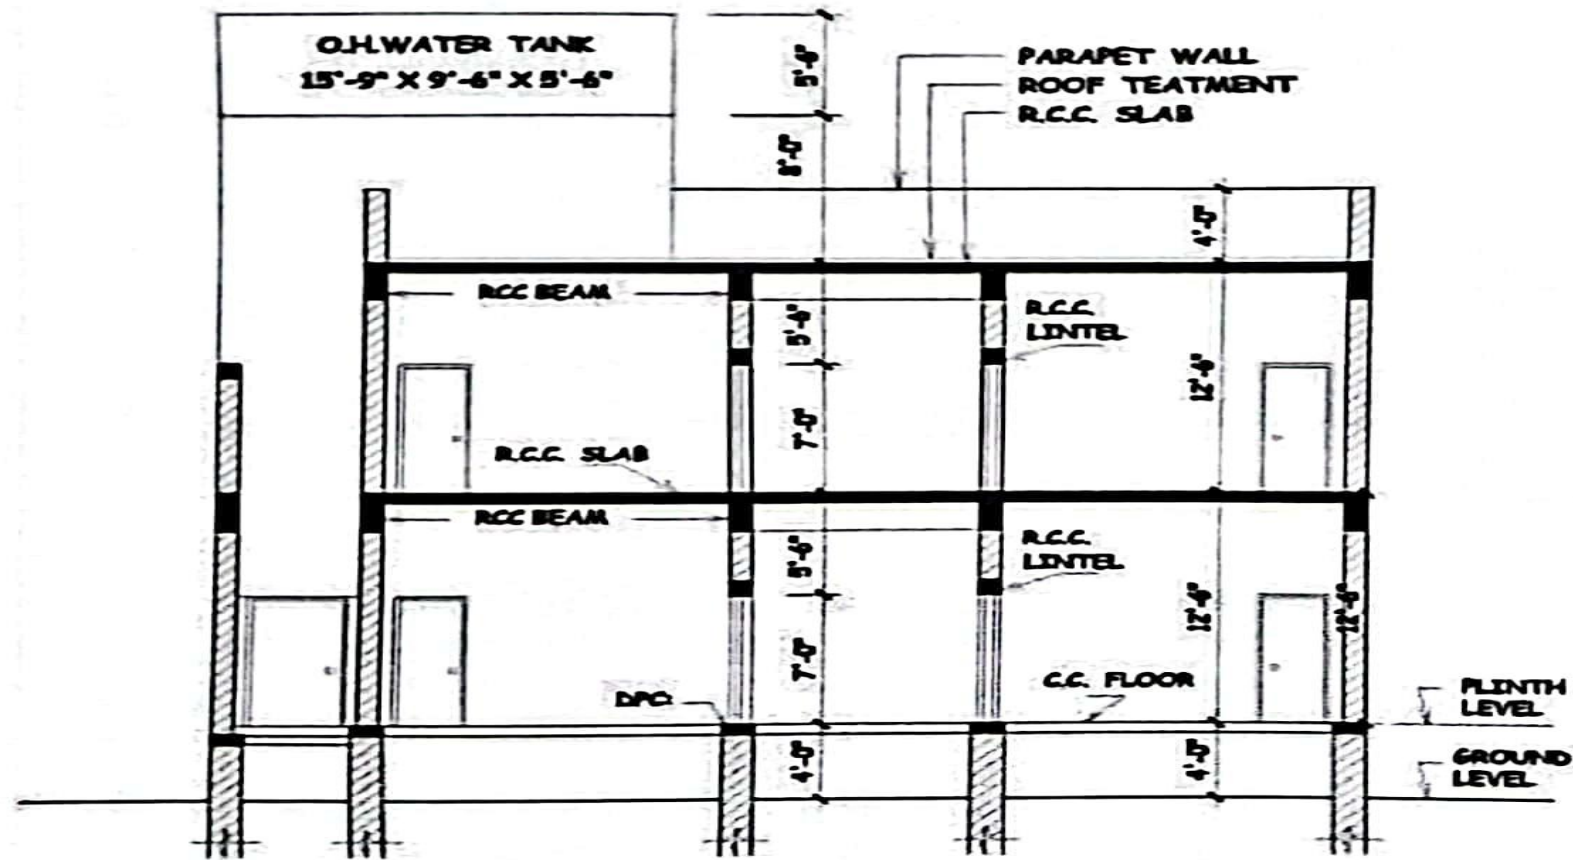 O.H.WATER TANK
15'-9" X 9'-6" X 5'-6"
5'-6"
8'-0"
PARAPET WALL
ROOF TEATMENT
R.C.C. SLAB
4'-0"
RCC BEAM
R.C.C.
LINTEL
5'-6"
12'-6"
7'-0"
R.C.C. SLAB
RCC BEAM
R.C.C.
LINTEL
5'-6"
12'-6"
12'-6"
7'-0"
DPC
C.C. FLOOR
PLINTH
LEVEL
4'-0"
4'-0"
GROUND
LEVEL